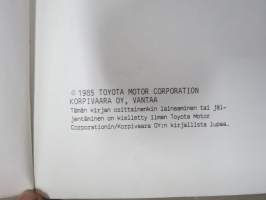 © 1985 TOYOTA MOTOR CORPORATION
KORPIVAARA OY, VANTAA
Tämän kirjan osittainenkin lainaaminen tai jäl-
jentäminen on kielletty ilman Toyota Motor
Corporationin/Korpivaara OY:n kirjallista lupaa.